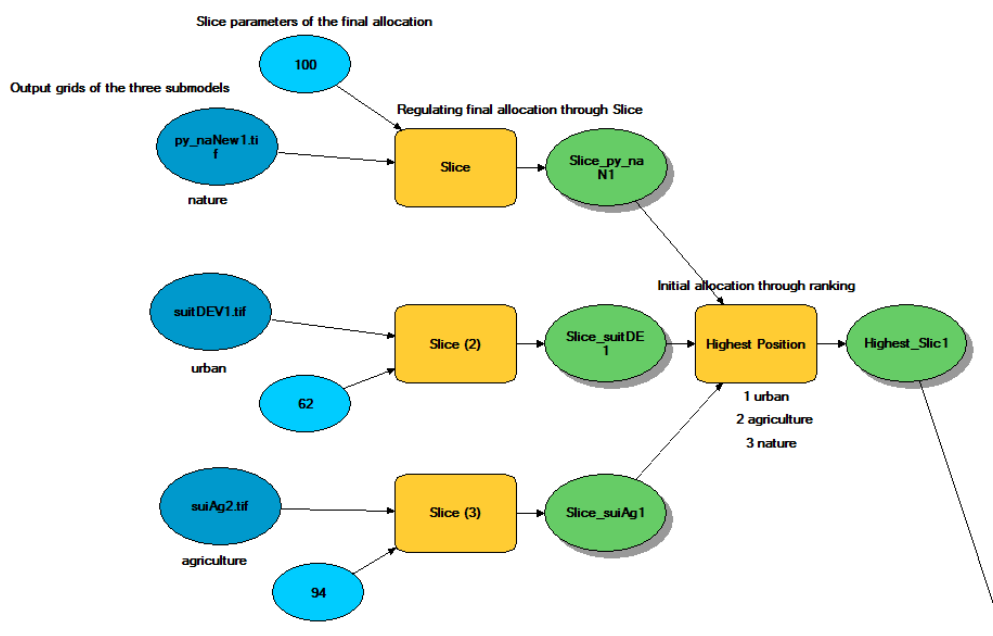 Slice parameters of the final allocation
100
Output grids of the three submodels
Regulating final allocation through Slice
py_naNew1.ti
f
Slice
Slice_py_na
N1
nature
Initial allocation through ranking
suitDEV1.tif
Slice (2)
Slice_suitDE
1
Highest Position
Highest_Slic1
urban
62
1 urban
2 agriculture
3 nature
suiAg2.tif
Slice (3)
Slice_suiAg1
agriculture
94